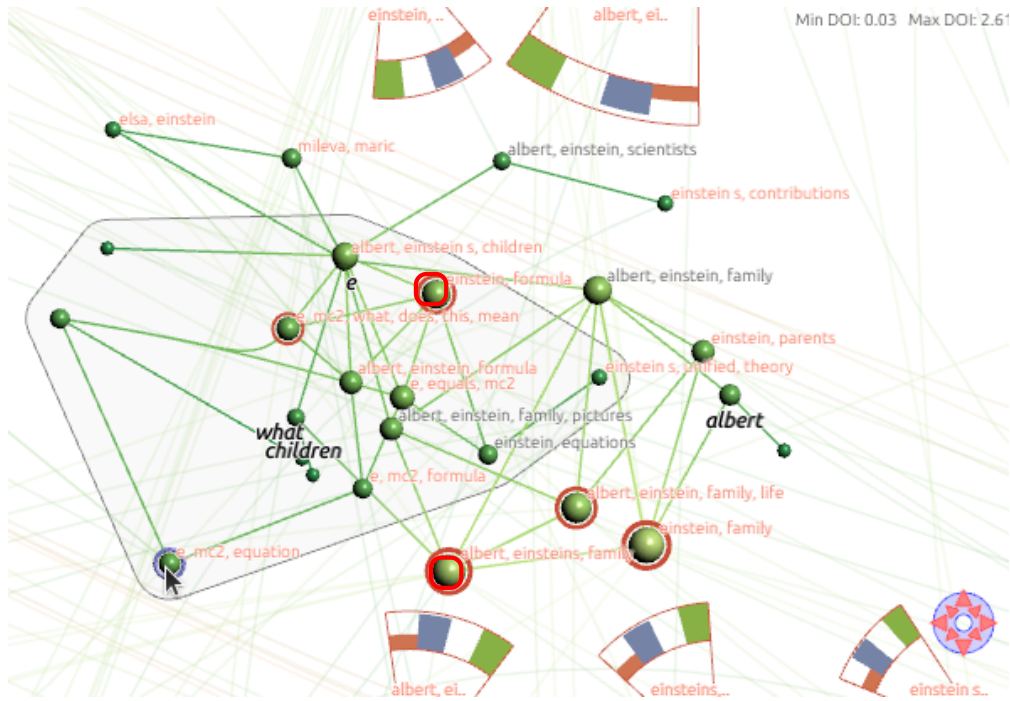 einstein, ..
albert, ei..
Min DOI: 0.03 Max DOI: 2.61
elsa, einstein
mileva, maric
albert, einstein, scientists
einstein s, contributions
albert, einstein s, children
e
einstein, formula
albert, einstein, family
e, mc2, what, does, this, mean
einstein, parents
albert, einstein, formula
einstein s, unified, theory
e, equals, mc2
albert, einstein, family, pictures
albert
what
einstein, equations
children
e, mc2, formula
albert, einstein, family, life
einstein, family
e, mc2, equation
albert, einsteins, family
albert, ei..
einsteins,..
einstein s..